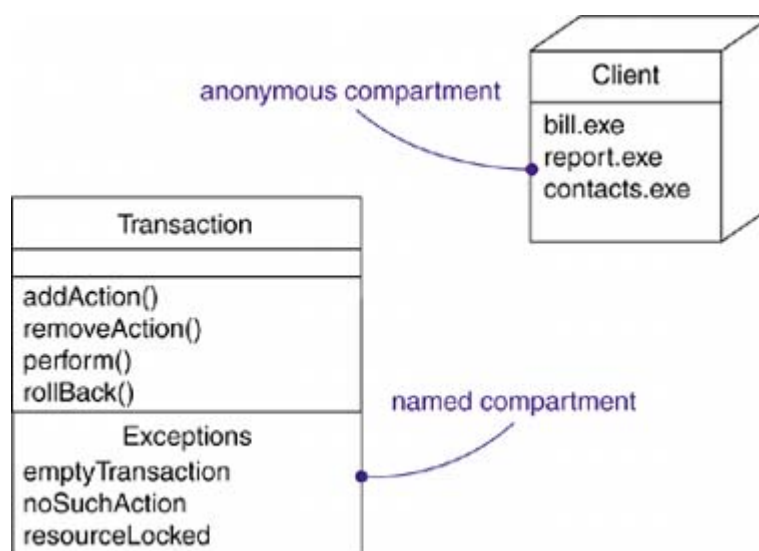 Client
anonymous compartment
bill.exe
report.exe
contacts.exe
Transaction
addAction()
removeAction()
perform()
rollBack()
named compartment
Exceptions
emptyTransaction
noSuchAction
resourceLocked